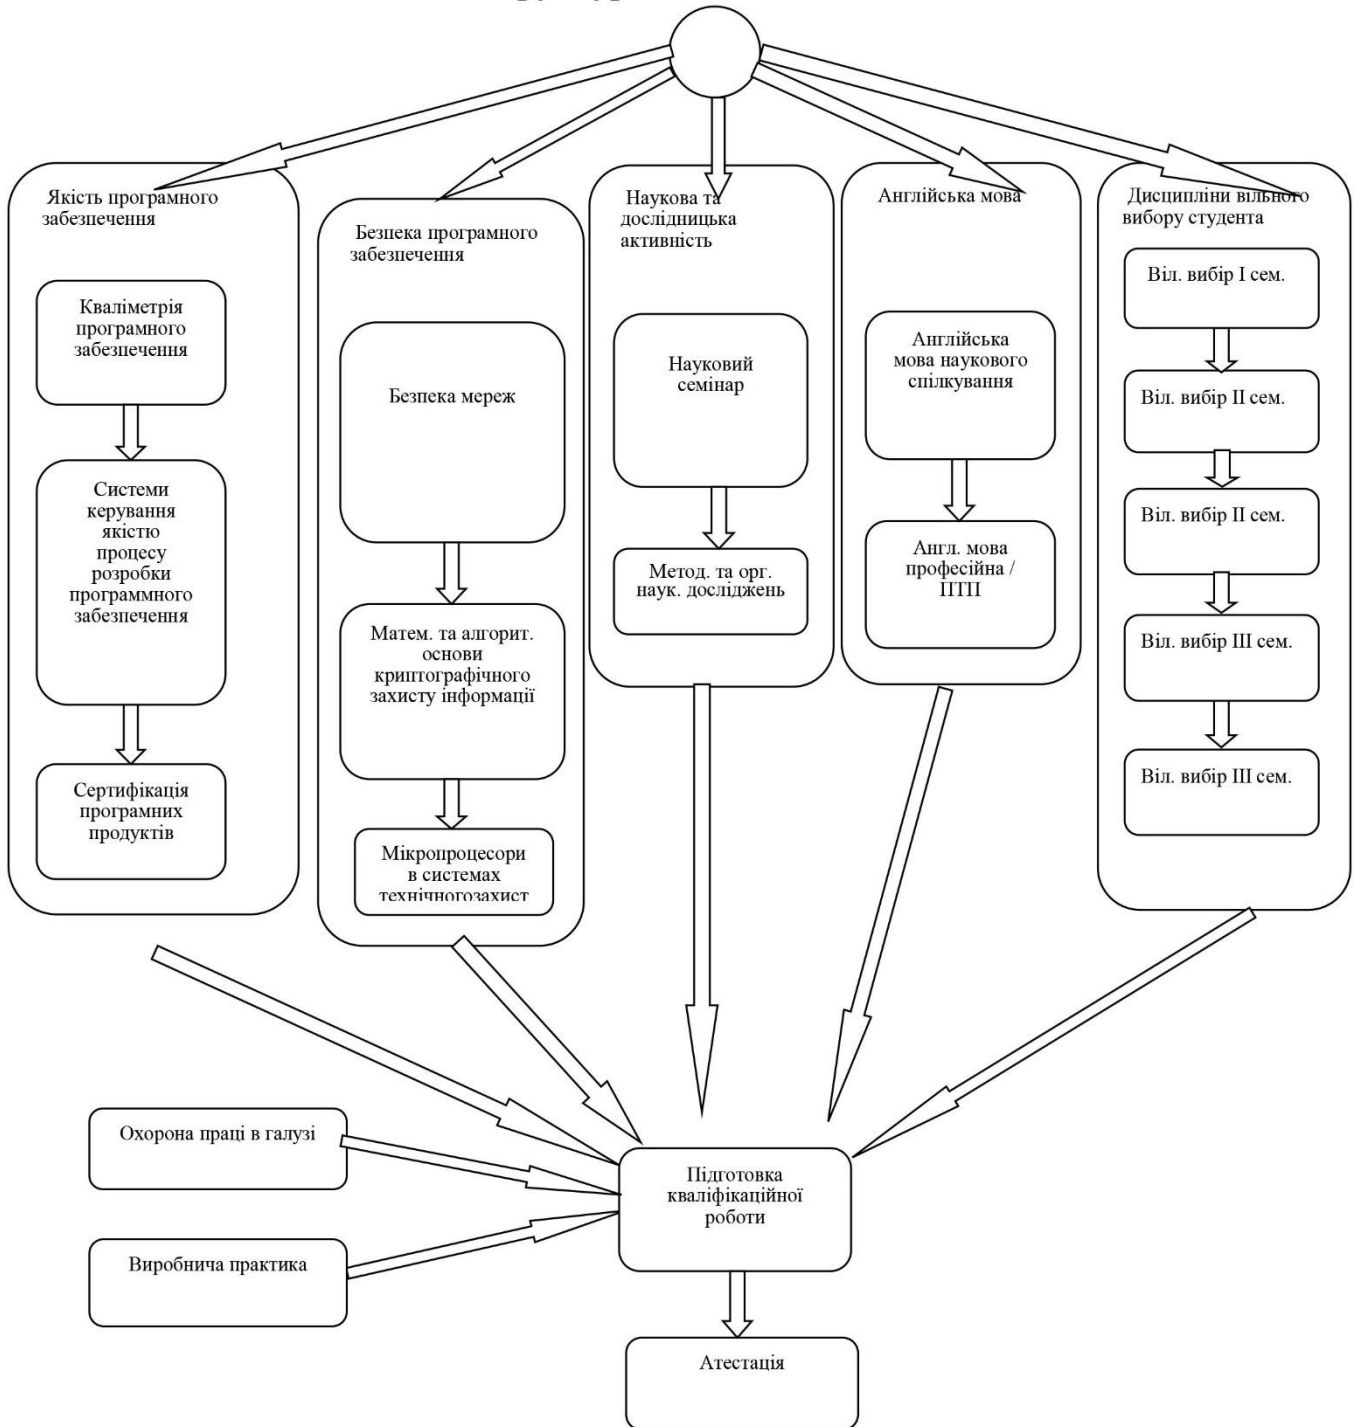 Якість програмного
забезпечення
Кваліметрія
програмного
забезпечення
Системи
керування
якістю
процесу
розробки
программного
забезпечення
Сертифікація
програмних
продуктів
Безпека програмного
забезпечення
Безпека мереж
Матем. та алгорит.
основи
криптографічного
захисту інформації
Мікропроцесори
в системах
технічногозахист
Наукова та
дослідницька
активність
Науковий
семінар
Метод. та орг.
наук. досліджень
Англійська мова
Англійська
мова наукового
спілкування
Англ. мова
професійна /
ПТП
Дисципліни вільного
вибору студента
Віл. вибір І сем.
Віл. вибір ІІ сем.
Віл. вибір ІІ сем.
Віл. вибір ІІІ сем.
Віл. вибір ІІІ сем.
Охорона праці в галузі
Виробнича практика
Підготовка
кваліфікаційної
роботи
Атестація